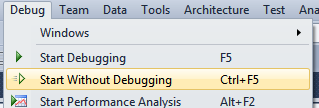 Debug Team Data Tools Architecture Test
Windows
Start Debugging F5
Start Without Debugging Ctrl+F5
Start Performance Analysis Alt+F2